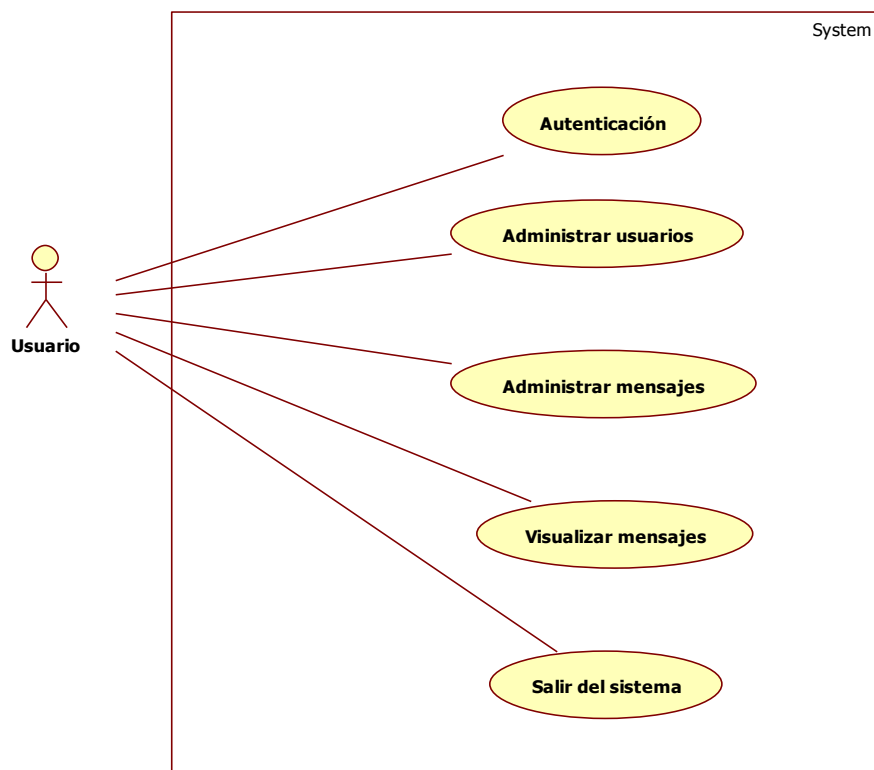 System
Autenticación
Administrar usuarios
Usuario
Administrar mensajes
Visualizar mensajes
Salir del sistema